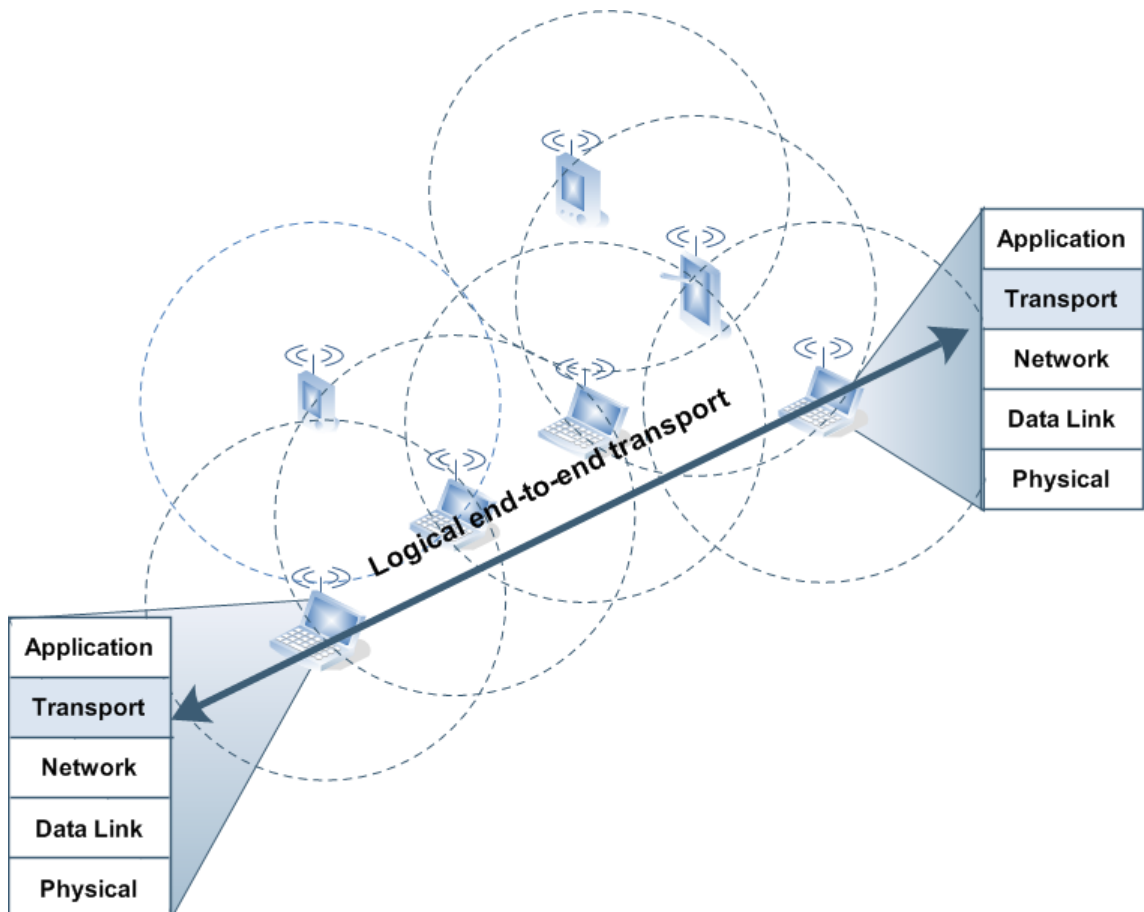 Application
Transport
Network
Data Link
Physical
Logical end-to-end transport
Application
Transport
Network
Data Link
Physical